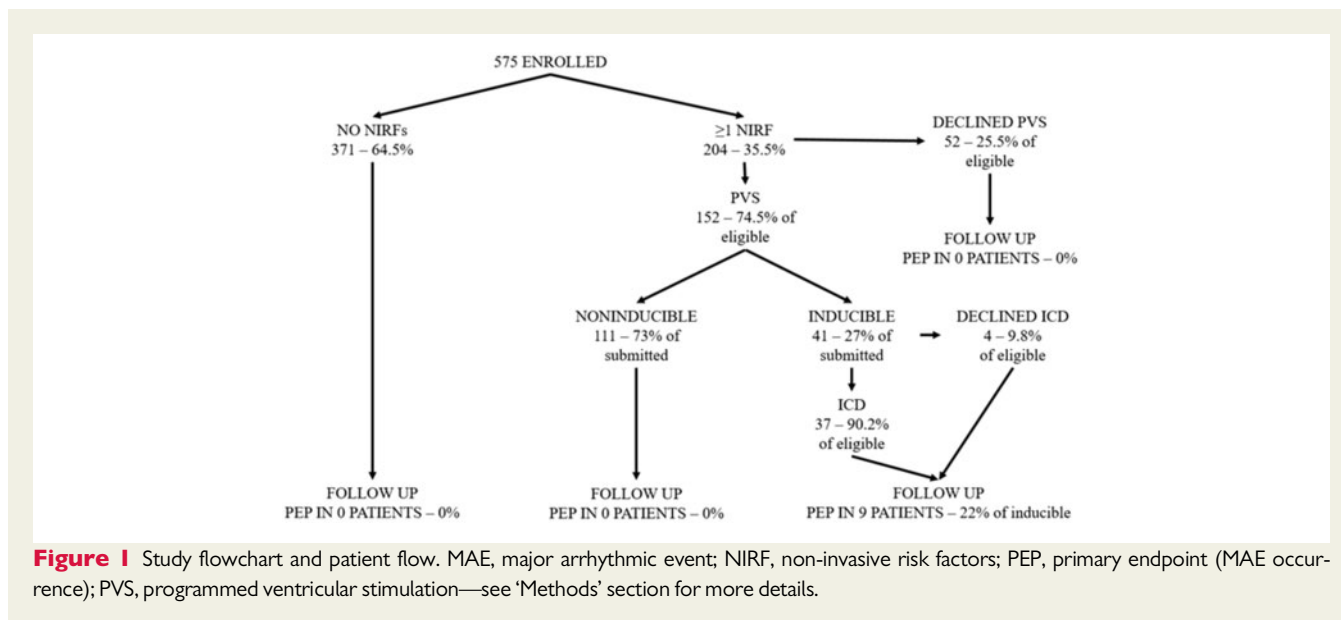 575 ENROLLED
NO NIRFs
371 – 64.5%
≥1 NIRF
204 – 35.5%
DECLINED PVS
52 – 25.5% of
eligible
PVS
152 – 74.5% of
eligible
FOLLOW UP
PEP IN 0 PATIENTS – 0%
NONINDUCIBLE
111 – 73% of
submitted
INDUCIBLE
41 – 27% of
submitted
DECLINED ICD
4 – 9.8%
of eligible
ICD
37 – 90.2%
of eligible
FOLLOW UP
PEP IN 0 PATIENTS – 0%
FOLLOW UP
PEP IN 0 PATIENTS – 0%
FOLLOW UP
PEP IN 9 PATIENTS – 22% of inducible
Figure 1 Study flowchart and patient flow. MAE, major arrhythmic event; NIRF, non-invasive risk factors; PEP, primary endpoint (MAE occur-
rence); PVS, programmed ventricular stimulation—see ‘Methods’ section for more details.